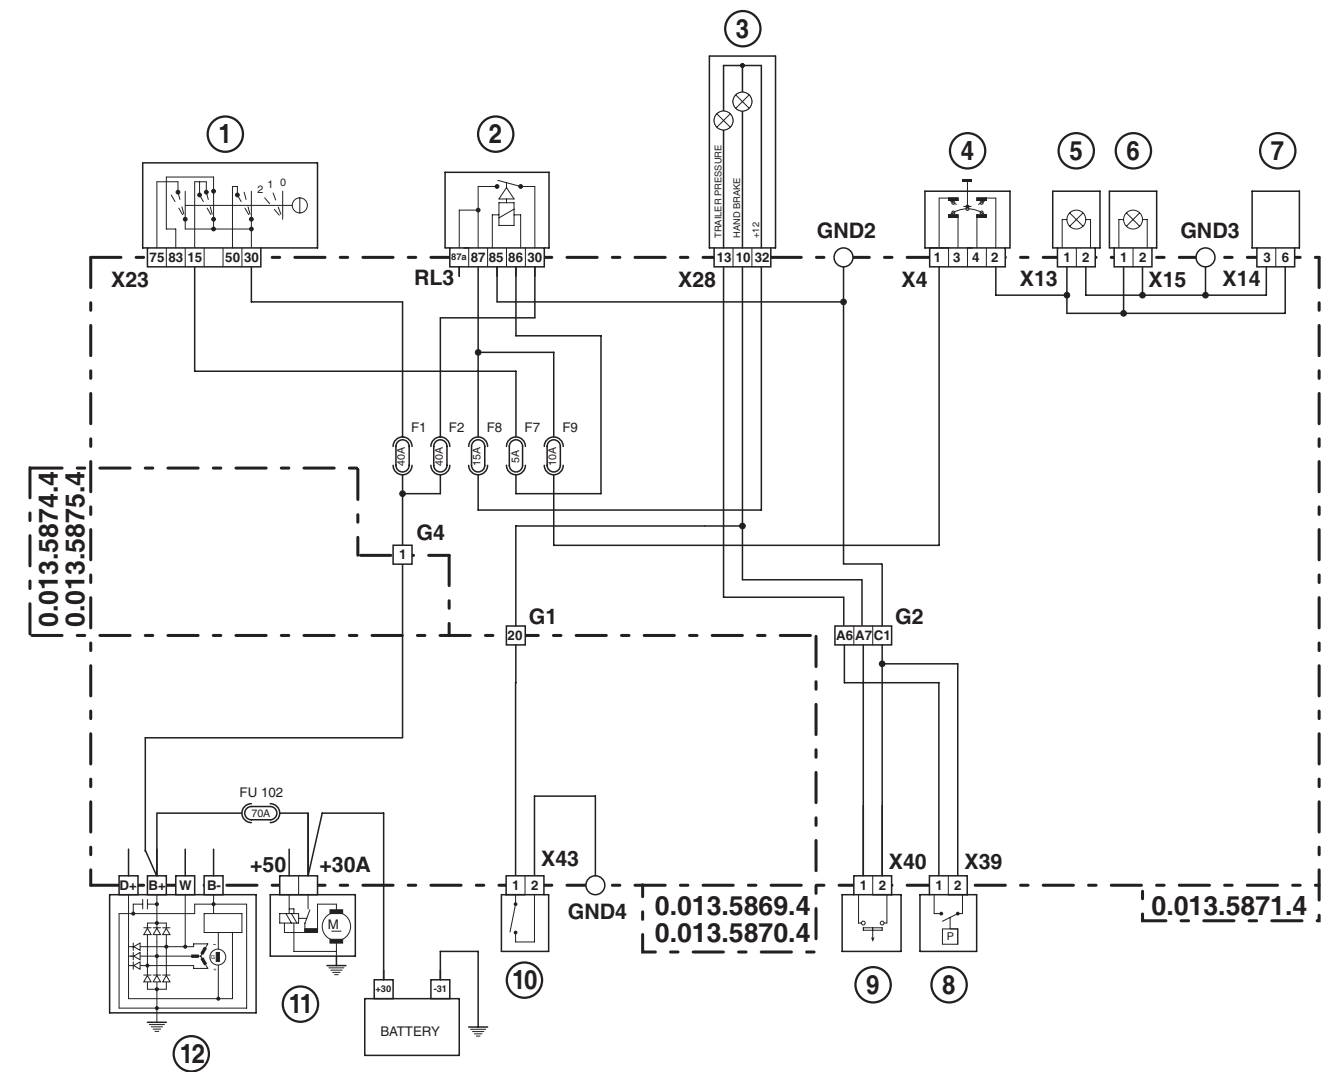 3
1
2
4
5
6
7
2 1 0
TRAILER PRESSURE
HAND BRAKE
+12
GND2
GND3
75 83 15 50 30
87a 87 85 86 30
13 10 32
1 3 4 2
1 2
1 2
3 6
X23
RL3
X28
X4
X13
X15
X14
F1
F2
F8
F7
F9
40A
40A
15A
5A
10A
0.013.5874.4
0.013.5875.4
G4
1
G1
20
G2
A6 A7 C1
FU 102
70A
+50
+30A
X43
X40
X39
D+ B+ W B-
1 2
1 2
1 2
GND4
0.013.5869.4
0.013.5870.4
0.013.5871.4
M
P
10
9
8
11
12
+30
-31
BATTERY